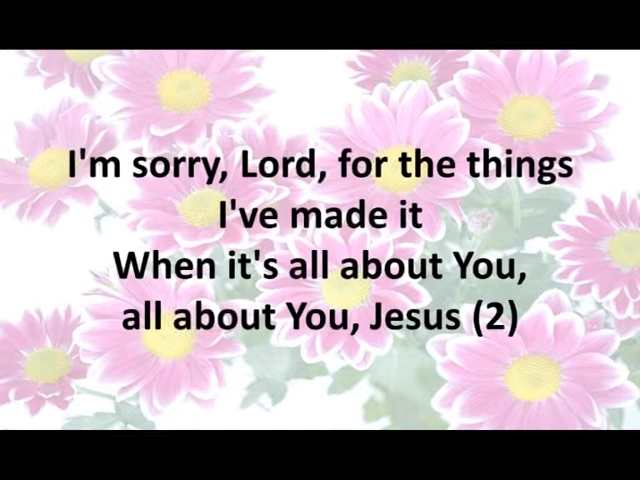 I'm sorry, Lord, for the things
I've made it
When it's all about You,
all about You, Jesus (2)